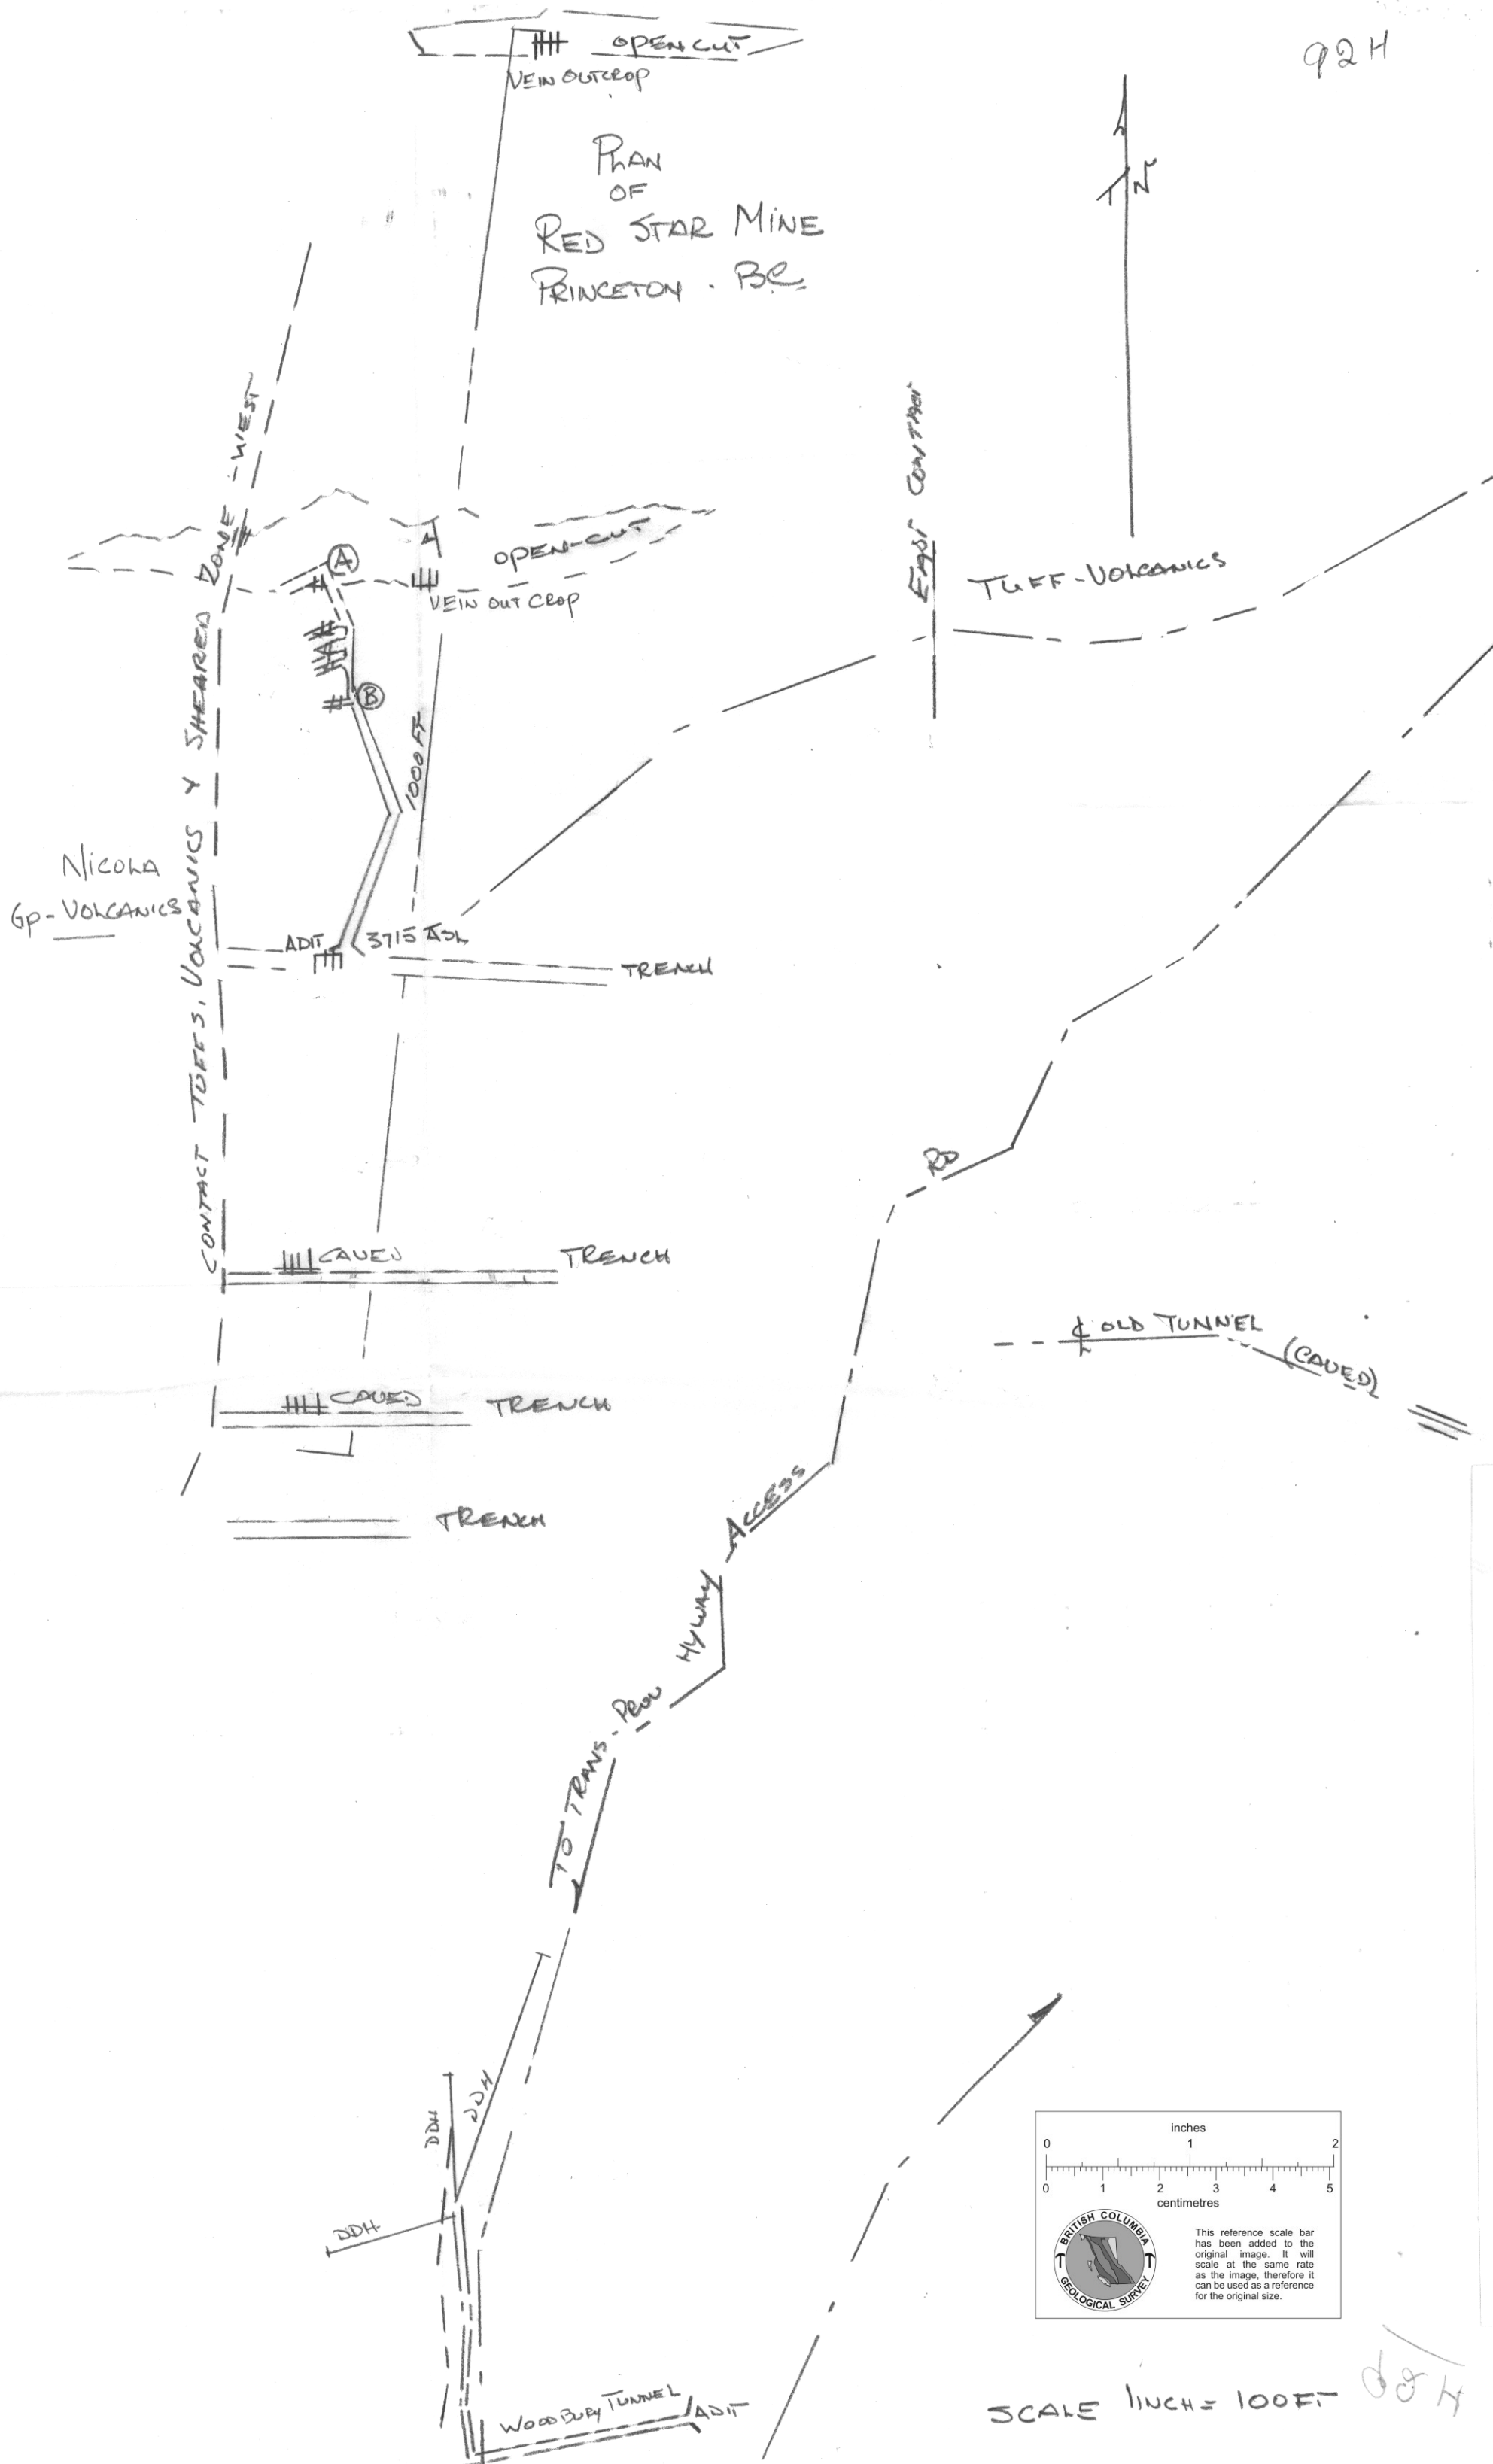 OPEN CUT
VEIN OUTCROP
92H
PLAN
OF
RED STAR MINE
PRINCETON . BC
N
CONTACT TUFFS, VOLCANICS & SHEARED ZONE - WEST
A
OPEN-CUT
VEIN OUT CROP
B
1000 FT
EAST CONTACT
TUFF-VOLCANICS
NICOLA
Gp-VOLCANICS
ADIT
3715 ASL
TRENCH
RD
CAVED
TRENCH
℄ OLD TUNNEL (CAVED)
CAVED
TRENCH
TRENCH
TO TRANS-PROV HYWAY ACCESS
DDH
DDH
DDH
WOODBURY TUNNEL
ADIT
inches
0 1 2
0 1 2 3 4 5
centimetres
BRITISH COLUMBIA
GEOLOGICAL SURVEY
This reference scale bar
has been added to the
original image. It will
scale at the same rate
as the image, therefore it
can be used as a reference
for the original size.
SCALE 1INCH = 100FT